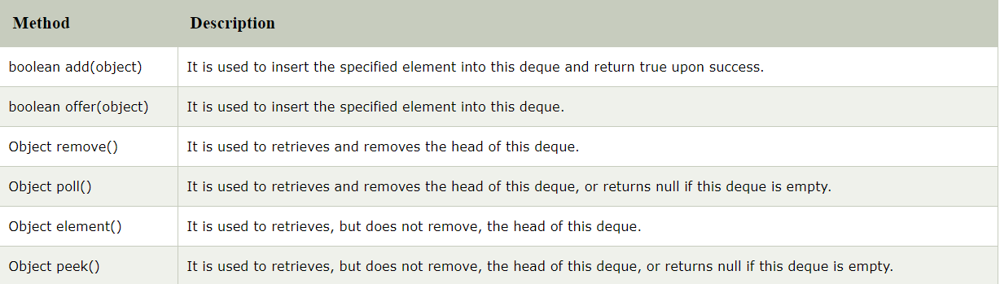 Method Description
boolean add(object) It is used to insert the specified element into this deque and return true upon success.
boolean offer(object) It is used to insert the specified element into this deque.
Object remove() It is used to retrieves and removes the head of this deque.
Object poll() It is used to retrieves and removes the head of this deque, or returns null if this deque is empty.
Object element() It is used to retrieves, but does not remove, the head of this deque.
Object peek() It is used to retrieves, but does not remove, the head of this deque, or returns null if this deque is empty.